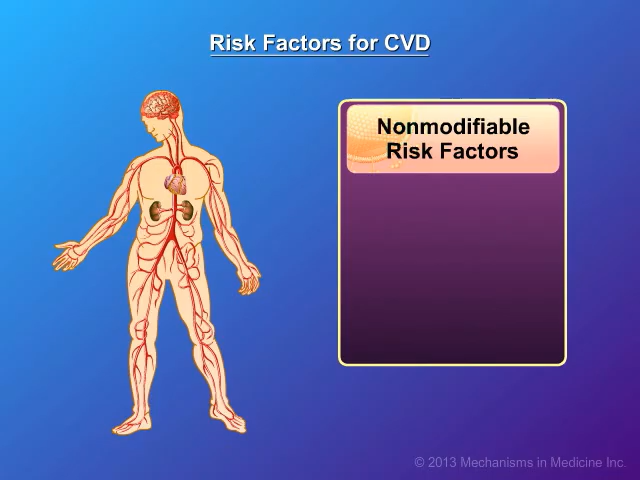 Risk Factors for CVD
Nonmodifiable
Risk Factors
© 2013 Mechanisms in Medicine Inc.